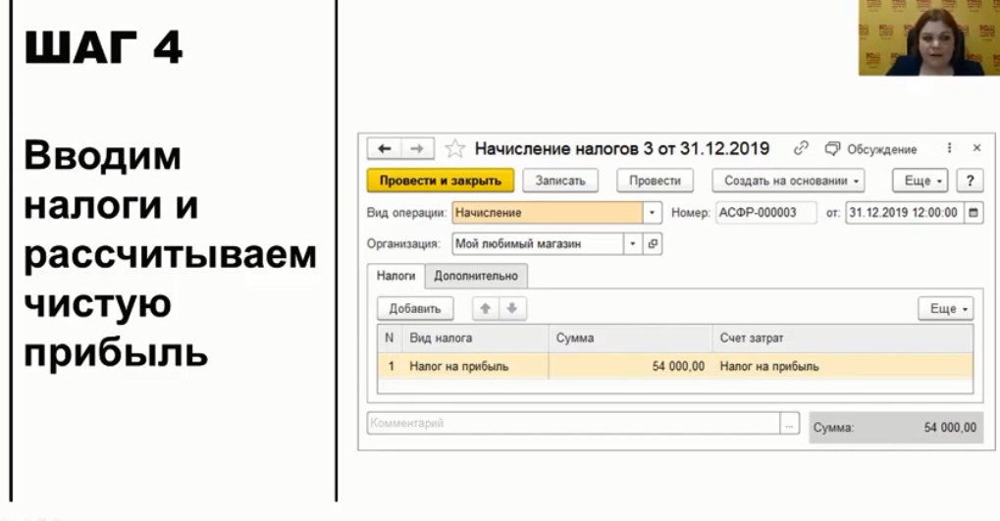 ШАГ 4
Вводим
налоги и
рассчитываем
чистую
прибыль
Начисление налогов 3 от 31.12.2019
Обсуждение
Провести и закрыть Записать Провести Создать на основании Еще ?
Вид операции: Начисление Номер: АСФР-000003 от: 31.12.2019 12:00:00
Организация: Мой любимый магазин
Налоги Дополнительно
Добавить Еще
N Вид налога Сумма Счет затрат
1 Налог на прибыль 54 000,00 Налог на прибыль
Комментарий ... Сумма: 54 000,00